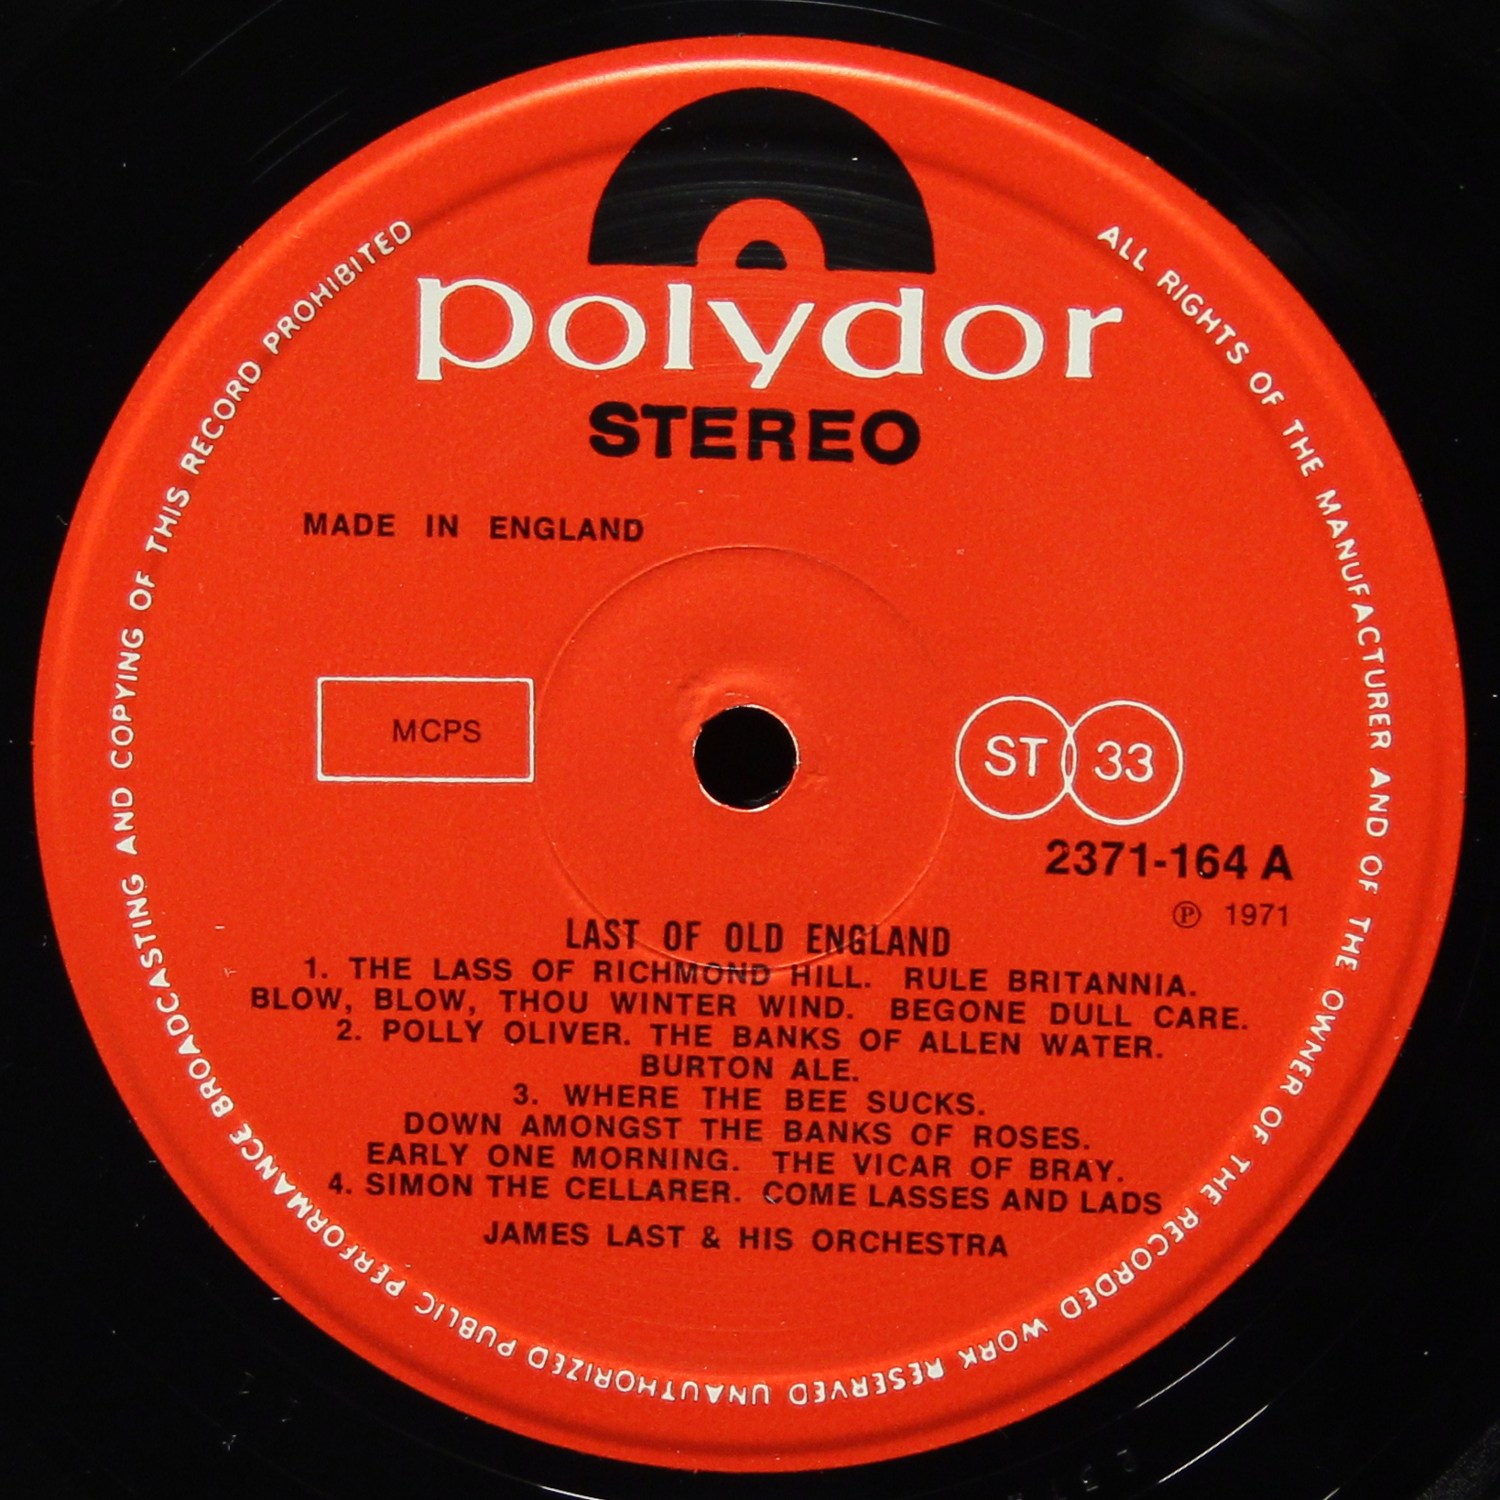 polydor
STEREO
MADE IN ENGLAND
MCPS
ST 33
2371-164 A
℗ 1971
LAST OF OLD ENGLAND
1. THE LASS OF RICHMOND HILL. RULE BRITANNIA.
BLOW, BLOW, THOU WINTER WIND. BEGONE DULL CARE.
2. POLLY OLIVER. THE BANKS OF ALLEN WATER.
BURTON ALE.
3. WHERE THE BEE SUCKS.
DOWN AMONGST THE BANKS OF ROSES.
EARLY ONE MORNING. THE VICAR OF BRAY.
4. SIMON THE CELLARER. COME LASSES AND LADS
JAMES LAST & HIS ORCHESTRA
ALL RIGHTS OF THE MANUFACTURER AND OF THE OWNER OF THE RECORDED WORK RESERVED UNAUTHORIZED PUBLIC PERFORMANCE BROADCASTING AND COPYING OF THIS RECORD PROHIBITED